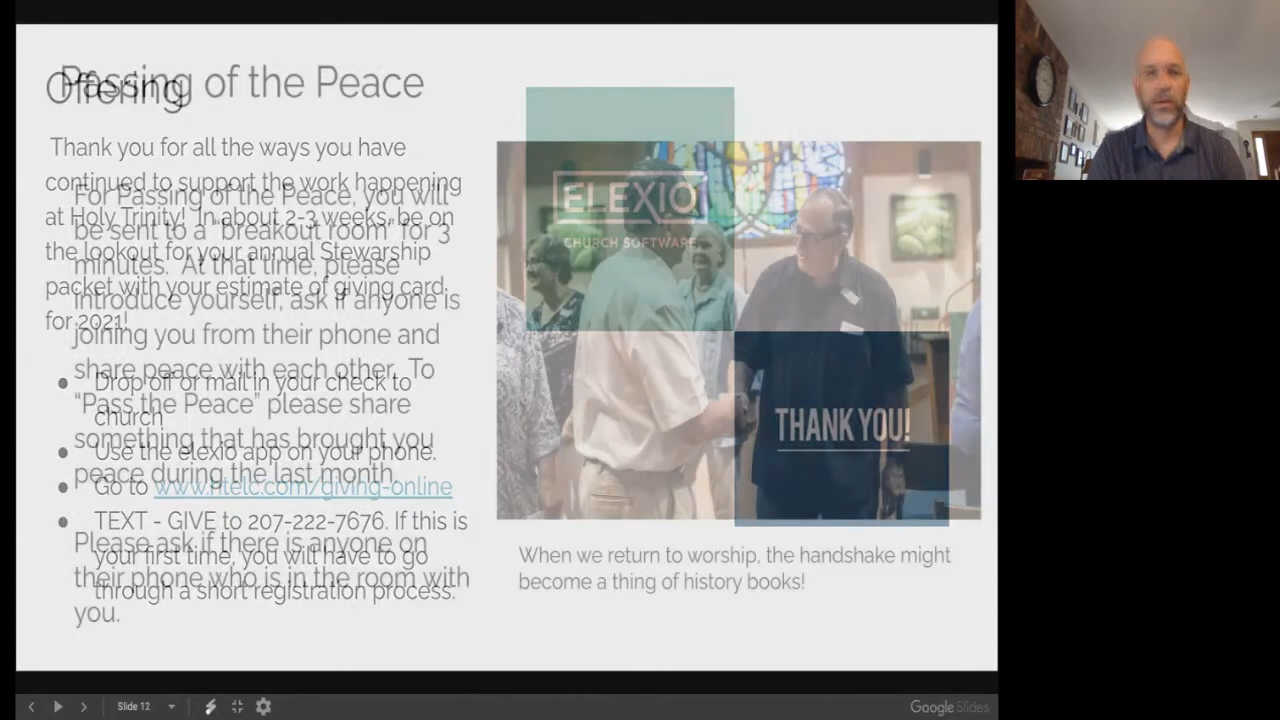 Passing of the Peace
For Passing of the Peace, you will
be sent to a "breakout room" for 3
minutes. At that time, please
introduce yourself, ask if anyone is
joining you from their phone and
share peace with each other. To
“Pass the Peace” please share
something that has brought you
peace during the last month.
Please ask if there is anyone on
their phone who is in the room with
you.
Offering
Thank you for all the ways you have
continued to support the work happening
at Holy Trinity! In about 2-3 weeks, be on
the lookout for your annual Stewarship
packet with your estimate of giving card
for 2021!
● Drop off or mail in your check to
church
● Use the elexio app on your phone.
● Go to www.htelc.com/giving-online
● TEXT - GIVE to 207-222-7676. If this is
your first time, you will have to go
through a short registration process.
ELEXIO
CHURCH SOFTWARE
THANK YOU!
When we return to worship, the handshake might
become a thing of history books!
Slide 12
Google Slides